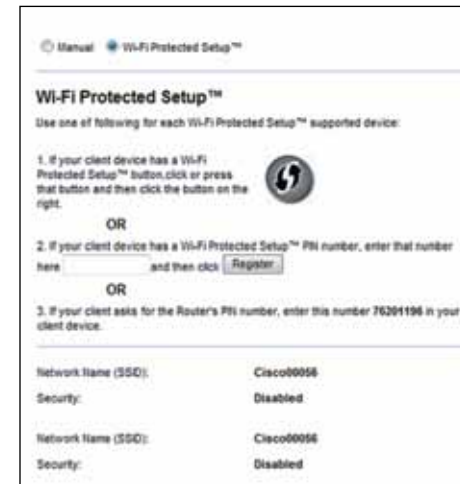 Manual Wi-Fi Protected Setup™
Wi-Fi Protected Setup™
Use one of following for each Wi-Fi Protected Setup™ supported device:
1. If your client device has a Wi-Fi
Protected Setup™ button,click or press
that button and then click the button on the
right.
OR
2. If your client device has a Wi-Fi Protected Setup™ PIN number, enter that number
here and then click Register
OR
3. If your client asks for the Router's PIN number, enter this number 76201196 in your
client device.
Network Name (SSID): Cisco00056
Security: Disabled
Network Name (SSID): Cisco00056
Security: Disabled